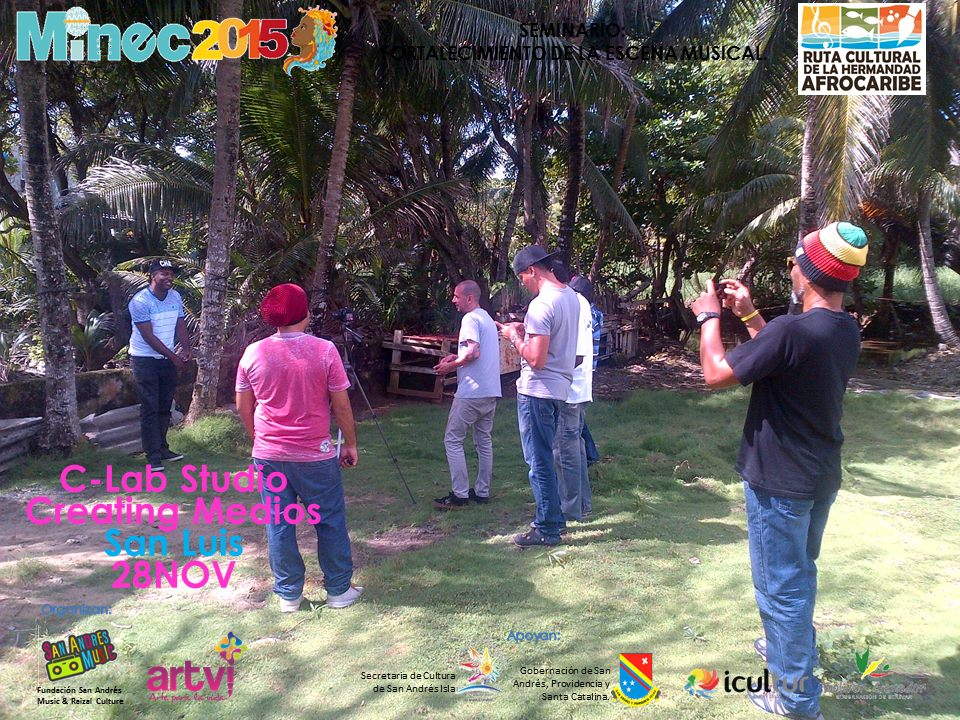 Minec2015
SEMINARIO:
FORTALECIMIENTO DE LA ESCENA MUSICAL.
RUTA CULTURAL
DE LA HERMANDAD
AFROCARIBE
C-Lab Studio
Creating Medios
San Luis
28NOV
Organizan:
SAN ANDRES
MUSIC
Fundación San Andrés
Music & Raizal Culture
artvi
Apoyan:
Secretaria de Cultura
de San Andrés Isla
Gobernación de San
Andrés, Providencia y
Santa Catalina.
icultur